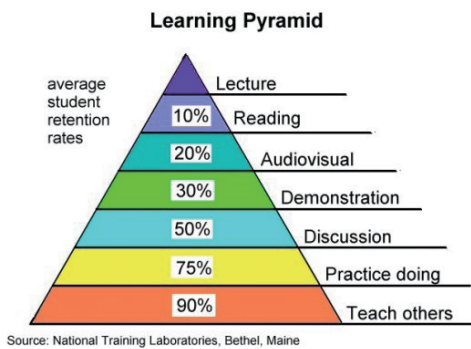 Learning Pyramid
average
student
retention
rates
Lecture
10% Reading
20% Audiovisual
30% Demonstration
50% Discussion
75% Practice doing
90% Teach others
Source: National Training Laboratories, Bethel, Maine